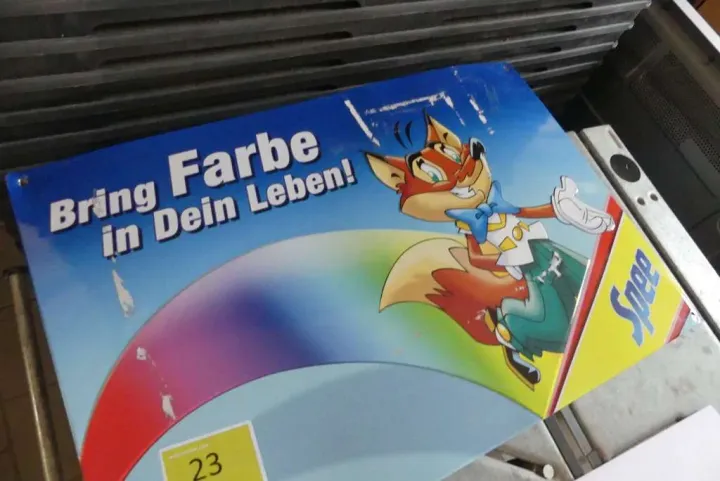 Bring Farbe
in Dein Leben!
Spee
23